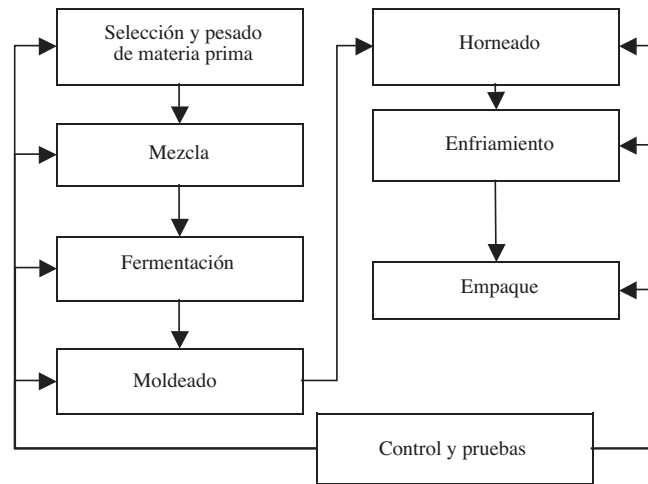 Selección y pesado
de materia prima
Mezcla
Fermentación
Moldeado
Horneado
Enfriamiento
Empaque
Control y pruebas